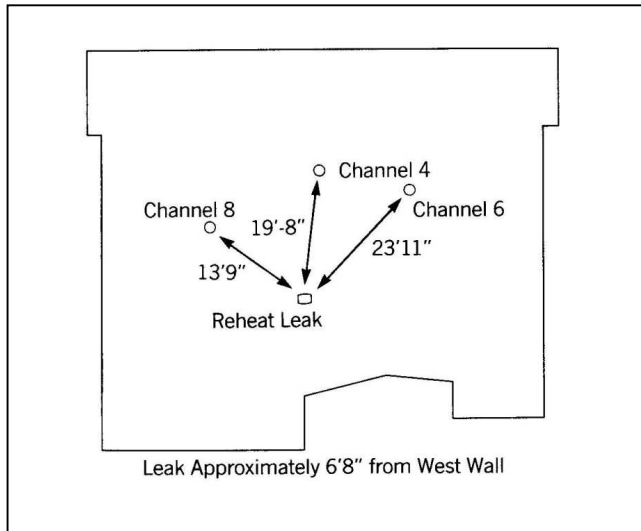 Channel 4
Channel 8
Channel 6
19'-8"
23'11"
13'9"
Reheat Leak
Leak Approximately 6'8" from West Wall